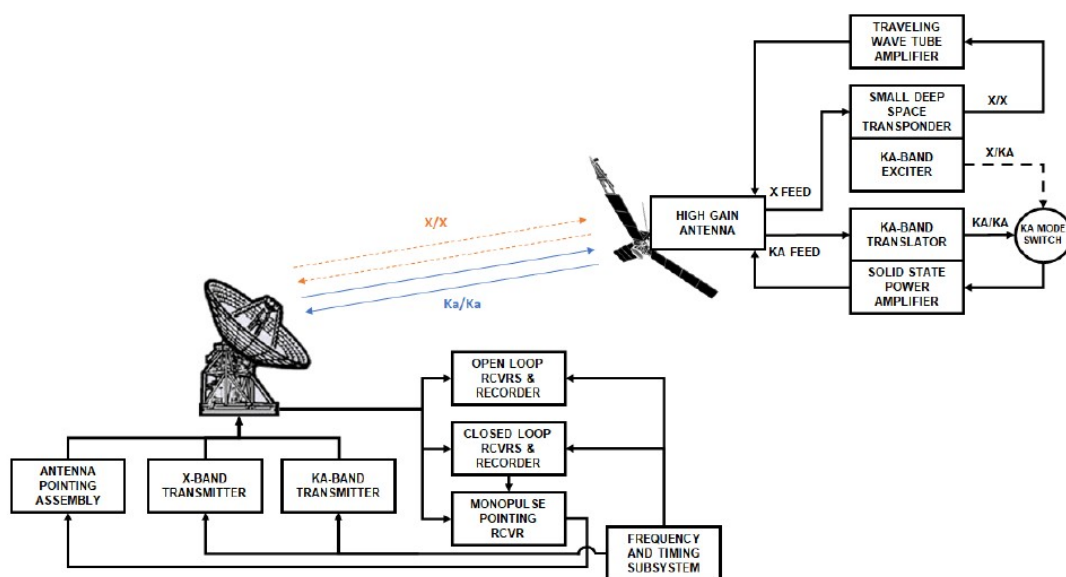 TRAVELING
WAVE TUBE
AMPLIFIER
SMALL DEEP
SPACE
TRANSPONDER
X/X
KA-BAND
EXCITER
X/KA
X FEED
HIGH GAIN
ANTENNA
KA FEED
KA-BAND
TRANSLATOR
KA/KA
KA MODE
SWITCH
SOLID STATE
POWER
AMPLIFIER
X/X
Ka/Ka
OPEN LOOP
RCVRS &
RECORDER
CLOSED LOOP
RCVRS &
RECORDER
ANTENNA
POINTING
ASSEMBLY
X-BAND
TRANSMITTER
KA-BAND
TRANSMITTER
MONOPULSE
POINTING
RCVR
FREQUENCY
AND TIMING
SUBSYSTEM